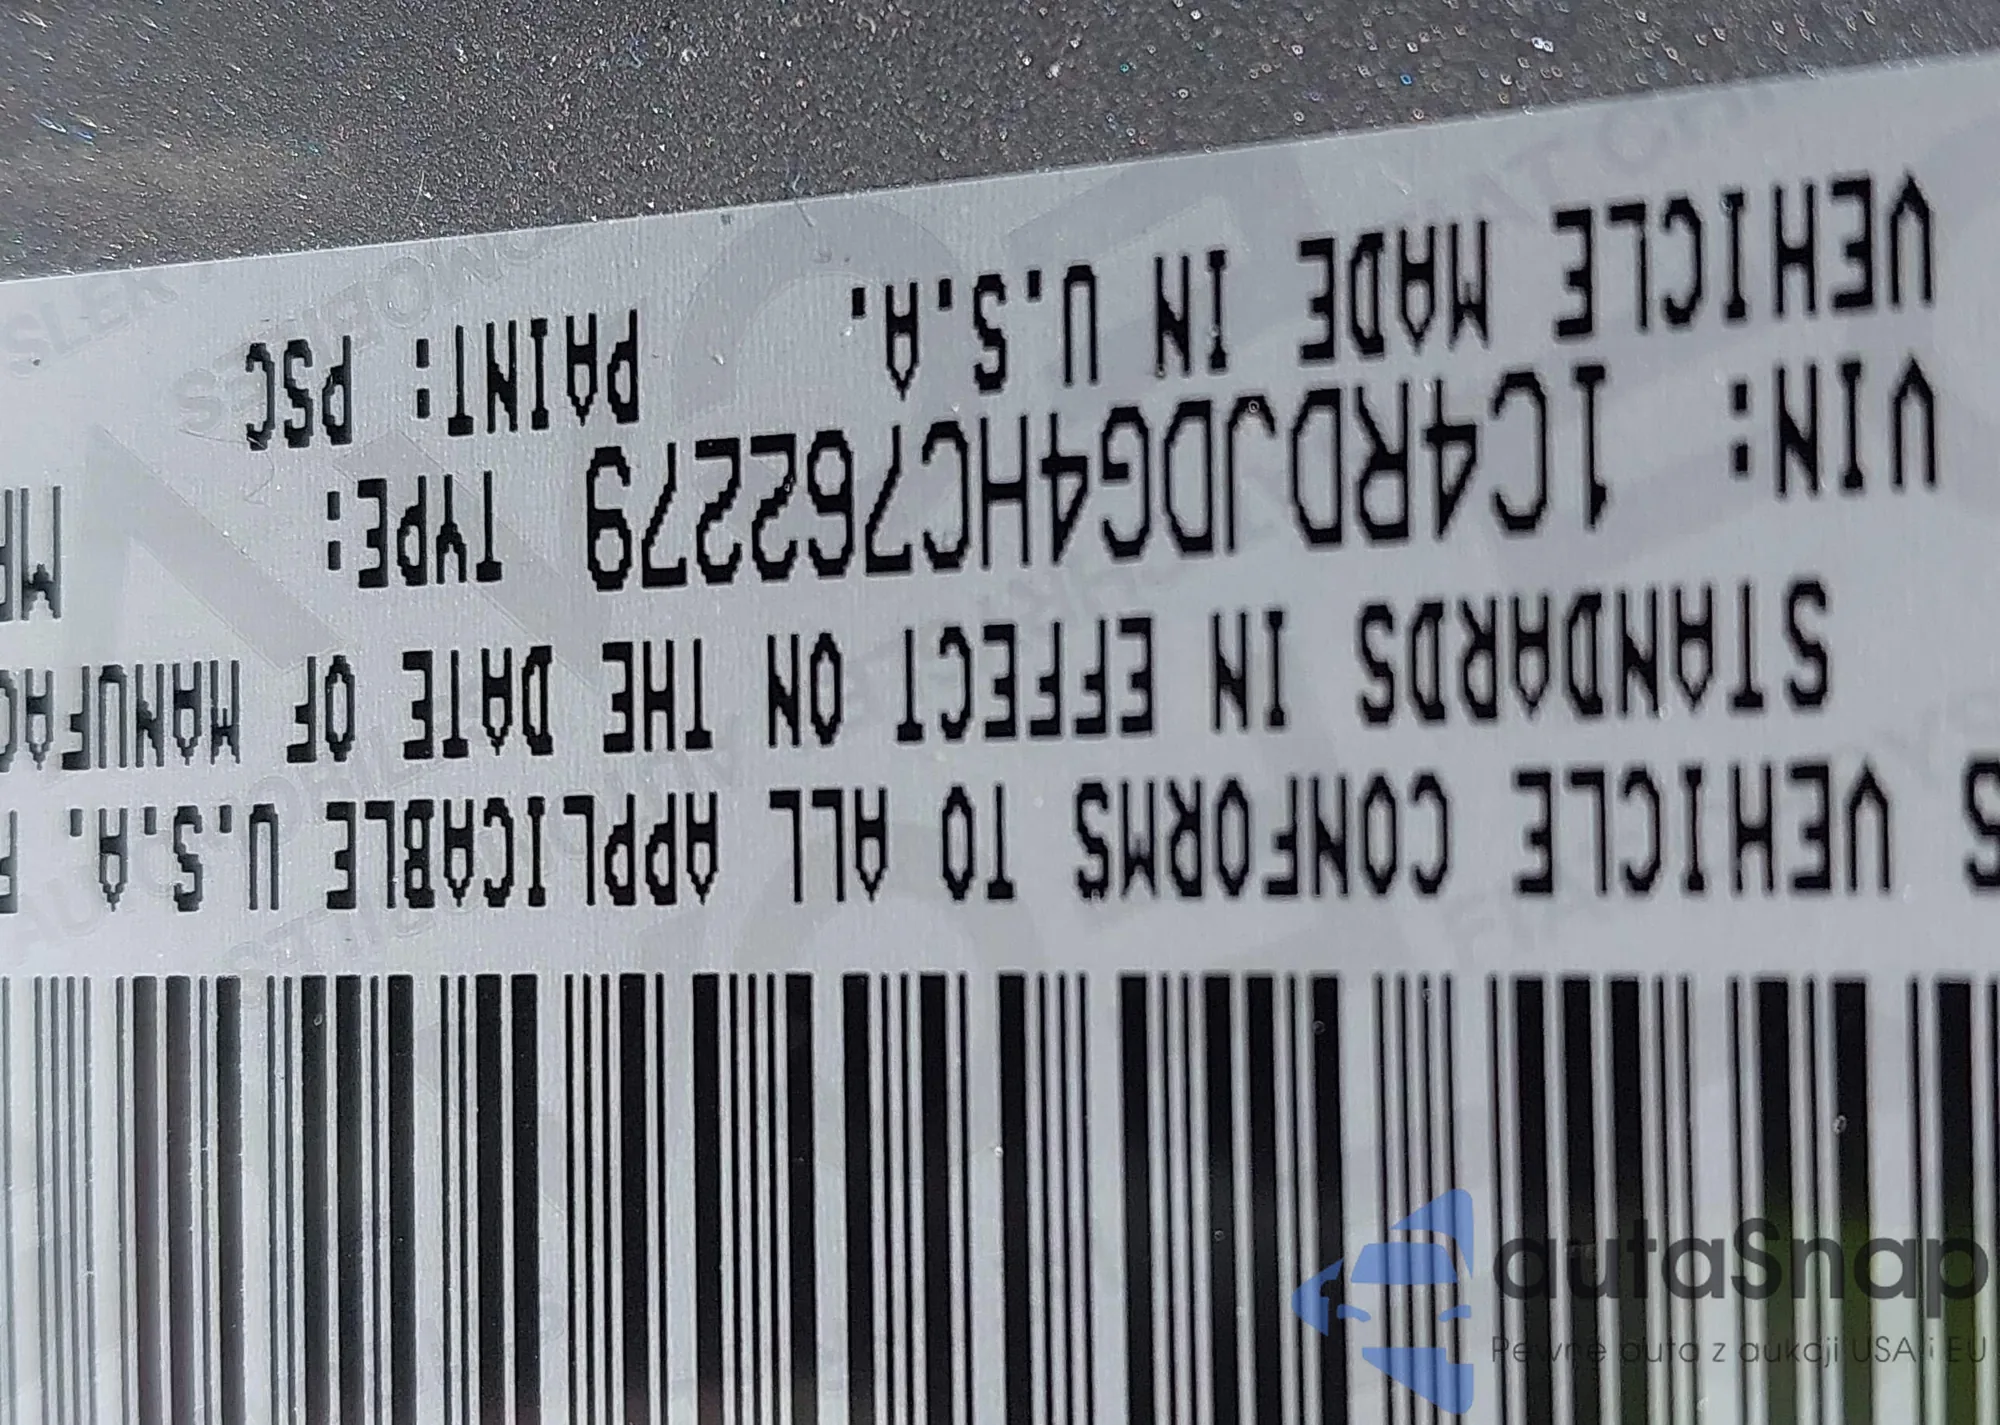 S VEHICLE CONFORMS TO ALL APPLICABLE U.S.A. F
STANDARDS IN EFFECT ON THE DATE OF MANUFAC
VIN: 1C4RDJDG4HC762279 TYPE:
VEHICLE MADE IN U.S.A. PAINT: PSC
autaSnap
Pewne auta z aukcji USA i EU